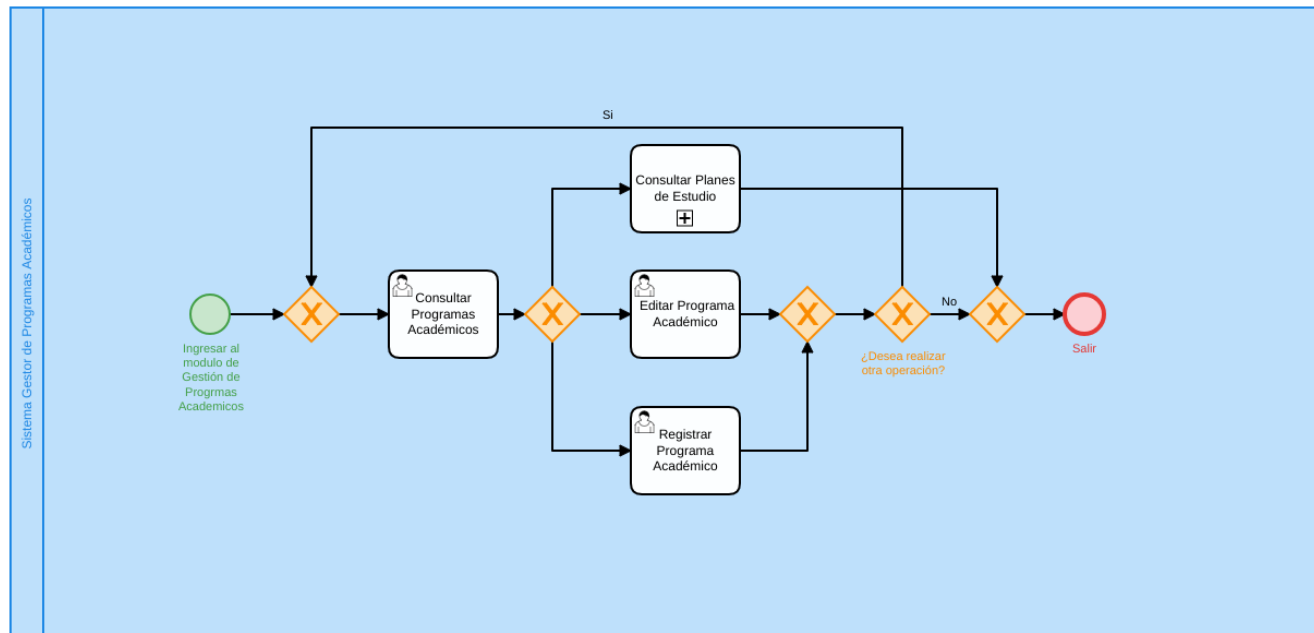 Sistema Gestor de Programas Académicos
Si
Consultar Planes
de Estudio
Consultar
Programas
Académicos
Editar Programa
Académico
No
Ingresar al
modulo de
Gestión de
Progrmas
Academicos
¿Desea realizar
otra operación?
Salir
Registrar
Programa
Académico